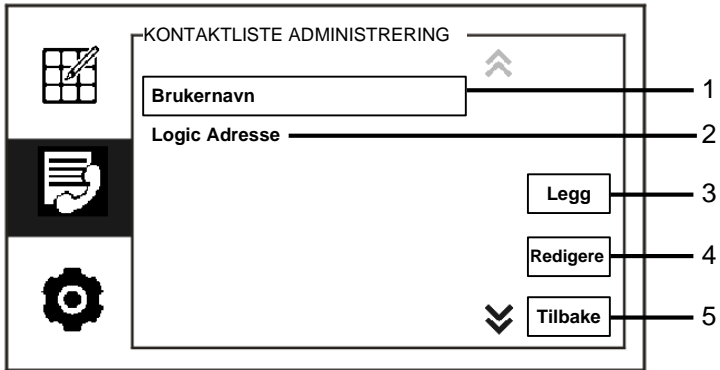 KONTAKTLISTE ADMINISTRERING
Brukernavn
1
Logic Adresse
2
Legg
3
Redigere
4
Tilbake
5